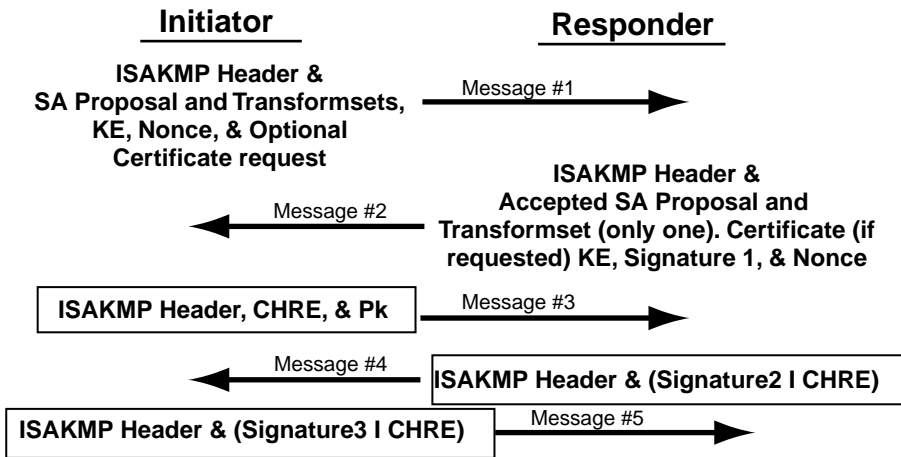 Initiator
Responder
ISAKMP Header &
SA Proposal and Transformsets,
KE, Nonce, & Optional
Certificate request
Message #1
ISAKMP Header &
Accepted SA Proposal and
Transformset (only one). Certificate (if
requested) KE, Signature 1, & Nonce
Message #2
ISAKMP Header, CHRE, & Pk
Message #3
Message #4
ISAKMP Header & (Signature2 I CHRE)
ISAKMP Header & (Signature3 I CHRE)
Message #5